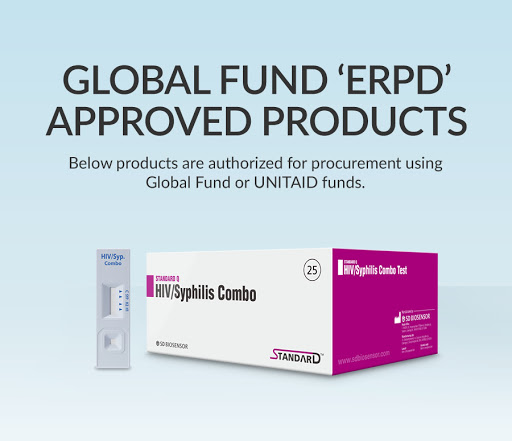 GLOBAL FUND ‘ERPD’
APPROVED PRODUCTS
Below products are authorized for procurement using
Global Fund or UNITAID funds.
HIV/Syp.
Combo
STANDARD Q
HIV/Syphilis Combo
25
SD BIOSENSOR
STANDARD
STANDARD Q
HIV/Syphilis Combo Test
SD BIOSENSOR
www.sdbiosensor.com